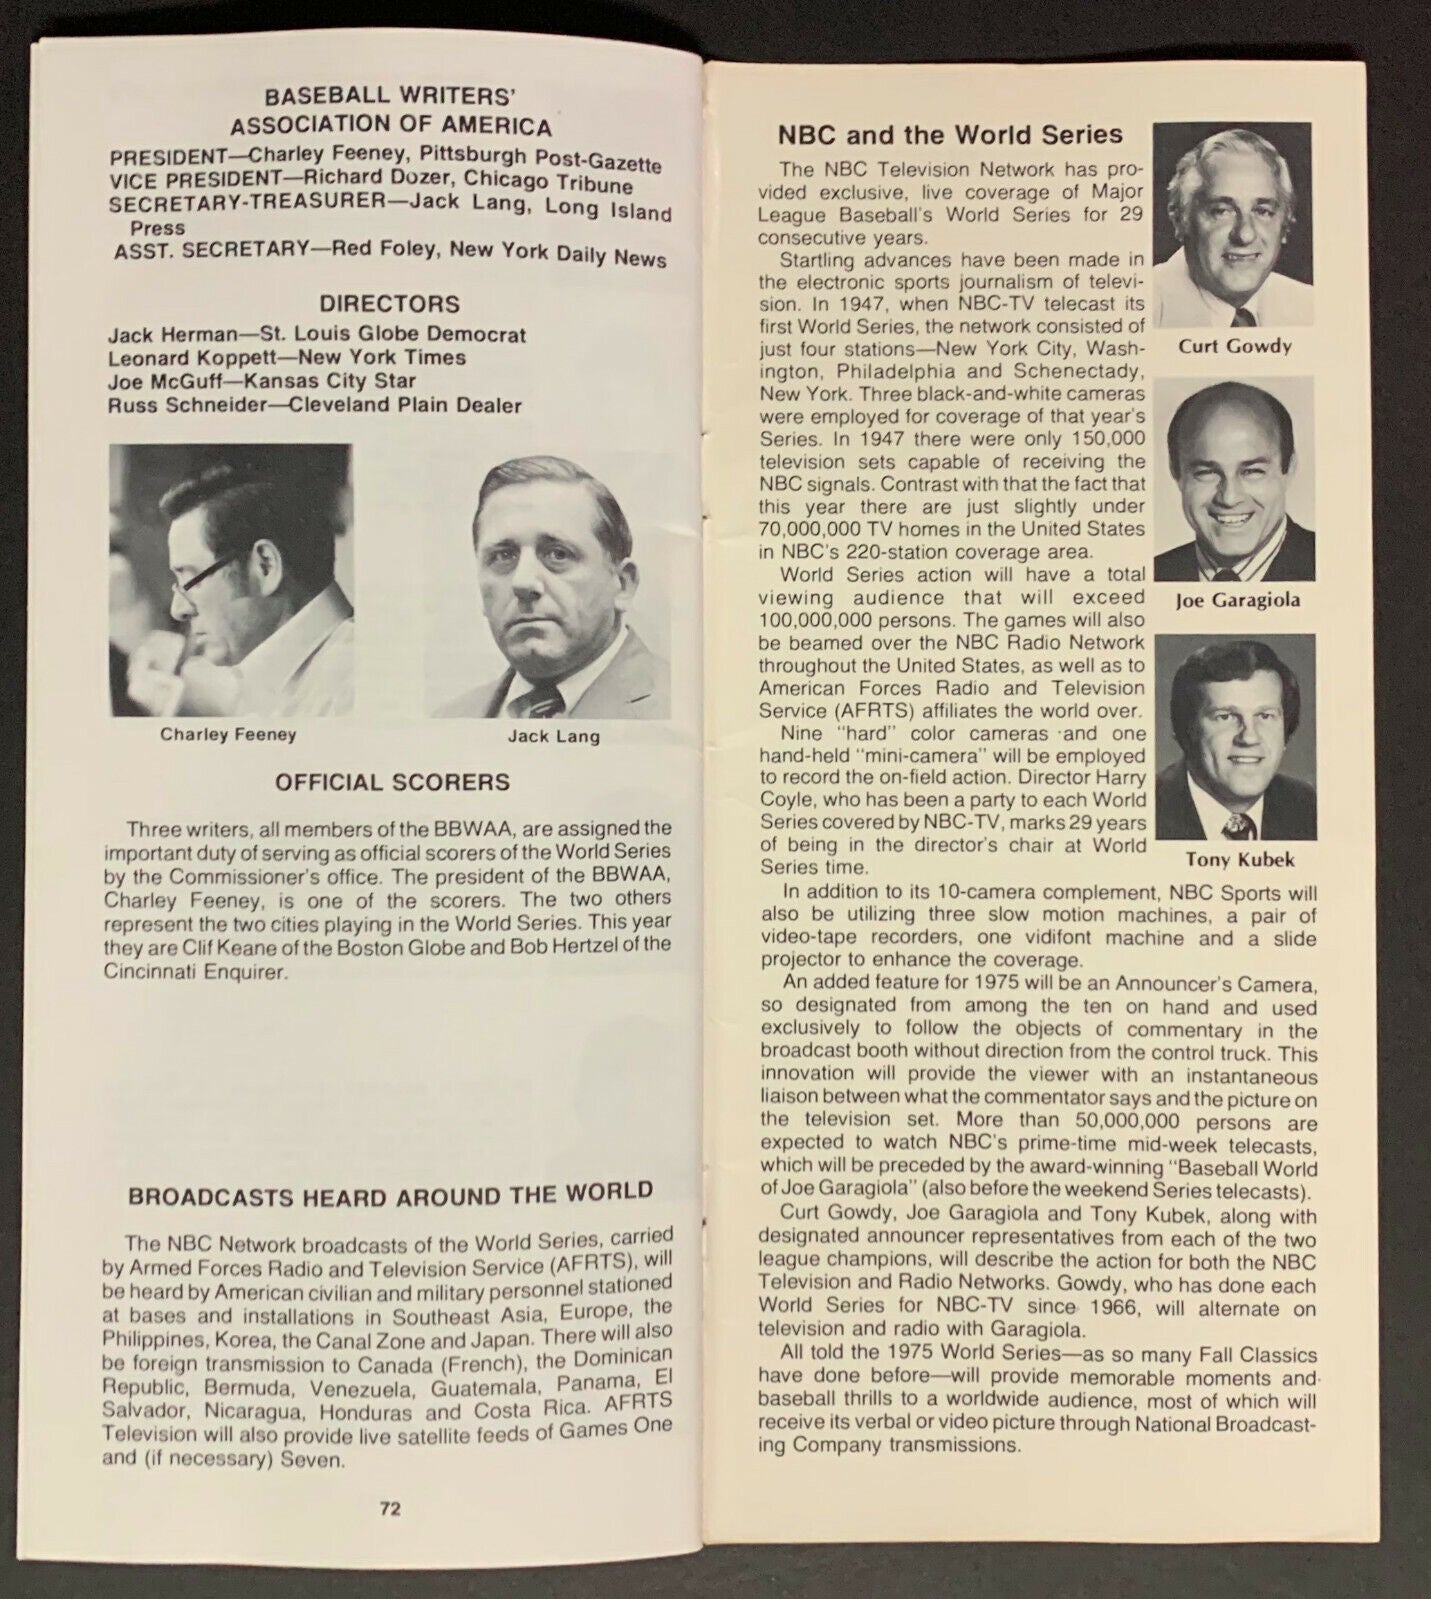 BASEBALL WRITERS'
ASSOCIATION OF AMERICA
PRESIDENT—Charley Feeney, Pittsburgh Post-Gazette
VICE PRESIDENT—Richard Dozer, Chicago Tribune
SECRETARY-TREASURER—Jack Lang, Long Island
Press
ASST. SECRETARY—Red Foley, New York Daily News
DIRECTORS
Jack Herman—St. Louis Globe Democrat
Leonard Koppett—New York Times
Joe McGuff—Kansas City Star
Russ Schneider—Cleveland Plain Dealer
Charley Feeney
Jack Lang
OFFICIAL SCORERS
Three writers, all members of the BBWAA, are assigned the
important duty of serving as official scorers of the World Series
by the Commissioner's office. The president of the BBWAA,
Charley Feeney, is one of the scorers. The two others
represent the two cities playing in the World Series. This year
they are Clif Keane of the Boston Globe and Bob Hertzel of the
Cincinnati Enquirer.
BROADCASTS HEARD AROUND THE WORLD
The NBC Network broadcasts of the World Series, carried
by Armed Forces Radio and Television Service (AFRTS), will
be heard by American civilian and military personnel stationed
at bases and installations in Southeast Asia, Europe, the
Philippines, Korea, the Canal Zone and Japan. There will also
be foreign transmission to Canada (French), the Dominican
Republic, Bermuda, Venezuela, Guatemala, Panama, El
Salvador, Nicaragua, Honduras and Costa Rica. AFRTS
Television will also provide live satellite feeds of Games One
and (if necessary) Seven.
72
NBC and the World Series
The NBC Television Network has pro-
vided exclusive, live coverage of Major
League Baseball's World Series for 29
consecutive years.
Startling advances have been made in
the electronic sports journalism of televi-
sion. In 1947, when NBC-TV telecast its
first World Series, the network consisted of
just four stations—New York City, Wash-
ington, Philadelphia and Schenectady,
New York. Three black-and-white cameras
were employed for coverage of that year's
Series. In 1947 there were only 150,000
television sets capable of receiving the
NBC signals. Contrast with that the fact that
this year there are just slightly under
70,000,000 TV homes in the United States
in NBC's 220-station coverage area.
World Series action will have a total
viewing audience that will exceed
100,000,000 persons. The games will also
be beamed over the NBC Radio Network
throughout the United States, as well as to
American Forces Radio and Television
Service (AFRTS) affiliates the world over.
Nine "hard" color cameras and one
hand-held "mini-camera" will be employed
to record the on-field action. Director Harry
Coyle, who has been a party to each World
Series covered by NBC-TV, marks 29 years
of being in the director's chair at World
Series time.
Curt Gowdy
Joe Garagiola
Tony Kubek
In addition to its 10-camera complement, NBC Sports will
also be utilizing three slow motion machines, a pair of
video-tape recorders, one vidifont machine and a slide
projector to enhance the coverage.
An added feature for 1975 will be an Announcer's Camera,
so designated from among the ten on hand and used
exclusively to follow the objects of commentary in the
broadcast booth without direction from the control truck. This
innovation will provide the viewer with an instantaneous
liaison between what the commentator says and the picture on
the television set. More than 50,000,000 persons are
expected to watch NBC's prime-time mid-week telecasts,
which will be preceded by the award-winning "Baseball World
of Joe Garagiola" (also before the weekend Series telecasts).
Curt Gowdy, Joe Garagiola and Tony Kubek, along with
designated announcer representatives from each of the two
league champions, will describe the action for both the NBC
Television and Radio Networks. Gowdy, who has done each
World Series for NBC-TV since 1966, will alternate on
television and radio with Garagiola.
All told the 1975 World Series—as so many Fall Classics
have done before—will provide memorable moments and
baseball thrills to a worldwide audience, most of which will
receive its verbal or video picture through National Broadcast-
ing Company transmissions.